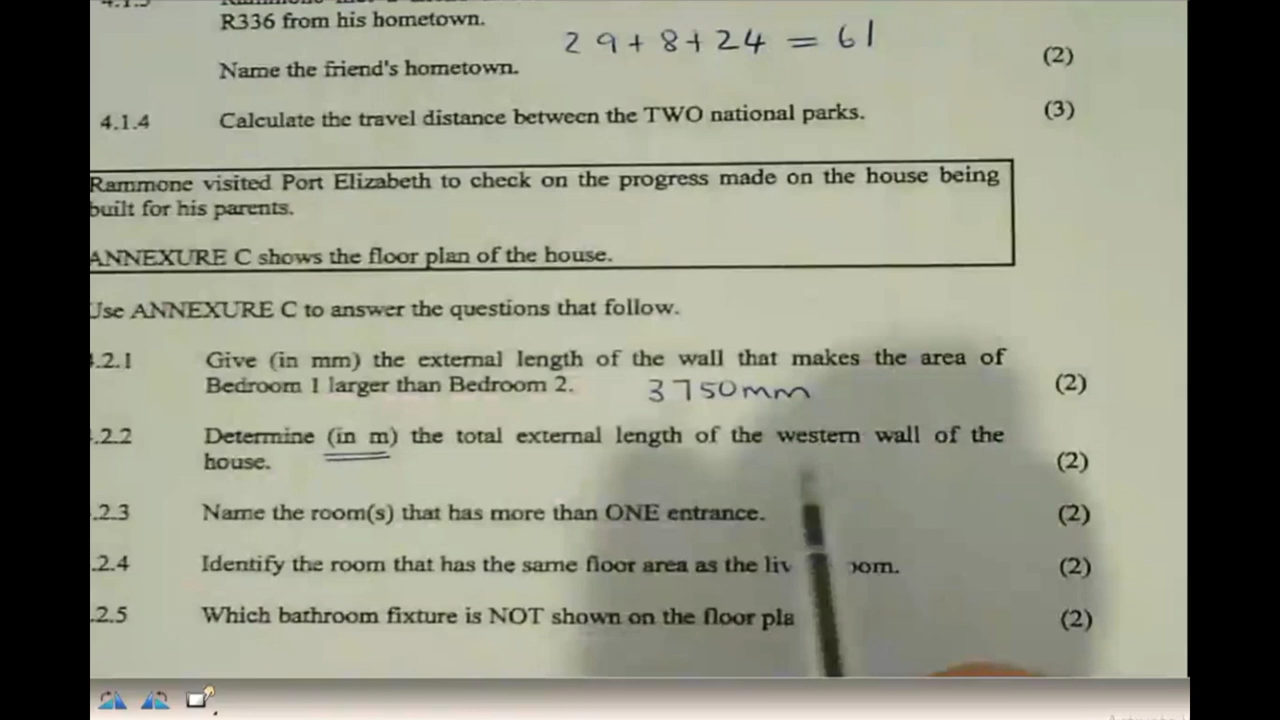 R336 from his hometown.
29+8+24 = 61
Name the friend's hometown.
(2)
4.1.4 Calculate the travel distance between the TWO national parks. (3)
Rammone visited Port Elizabeth to check on the progress made on the house being
built for his parents.
ANNEXURE C shows the floor plan of the house.
Use ANNEXURE C to answer the questions that follow.
.2.1 Give (in mm) the external length of the wall that makes the area of
Bedroom 1 larger than Bedroom 2. 3750mm (2)
.2.2 Determine (in m) the total external length of the western wall of the
house. (2)
.2.3 Name the room(s) that has more than ONE entrance. (2)
.2.4 Identify the room that has the same floor area as the liv oom. (2)
.2.5 Which bathroom fixture is NOT shown on the floor pla (2)